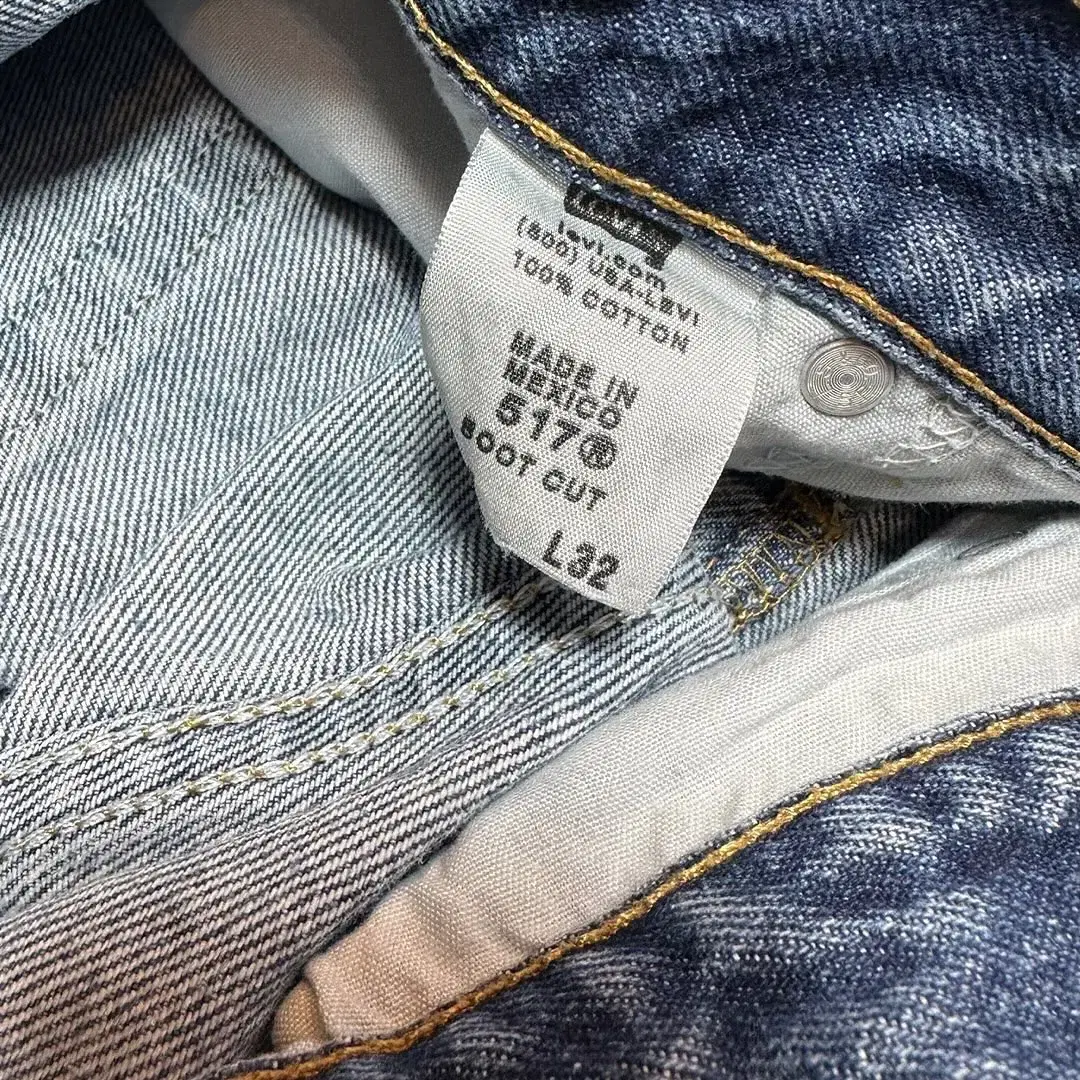 levi.com
(800) USA-LEVI
100% COTTON
MADE IN
MEXICO
517®
BOOT CUT
L32